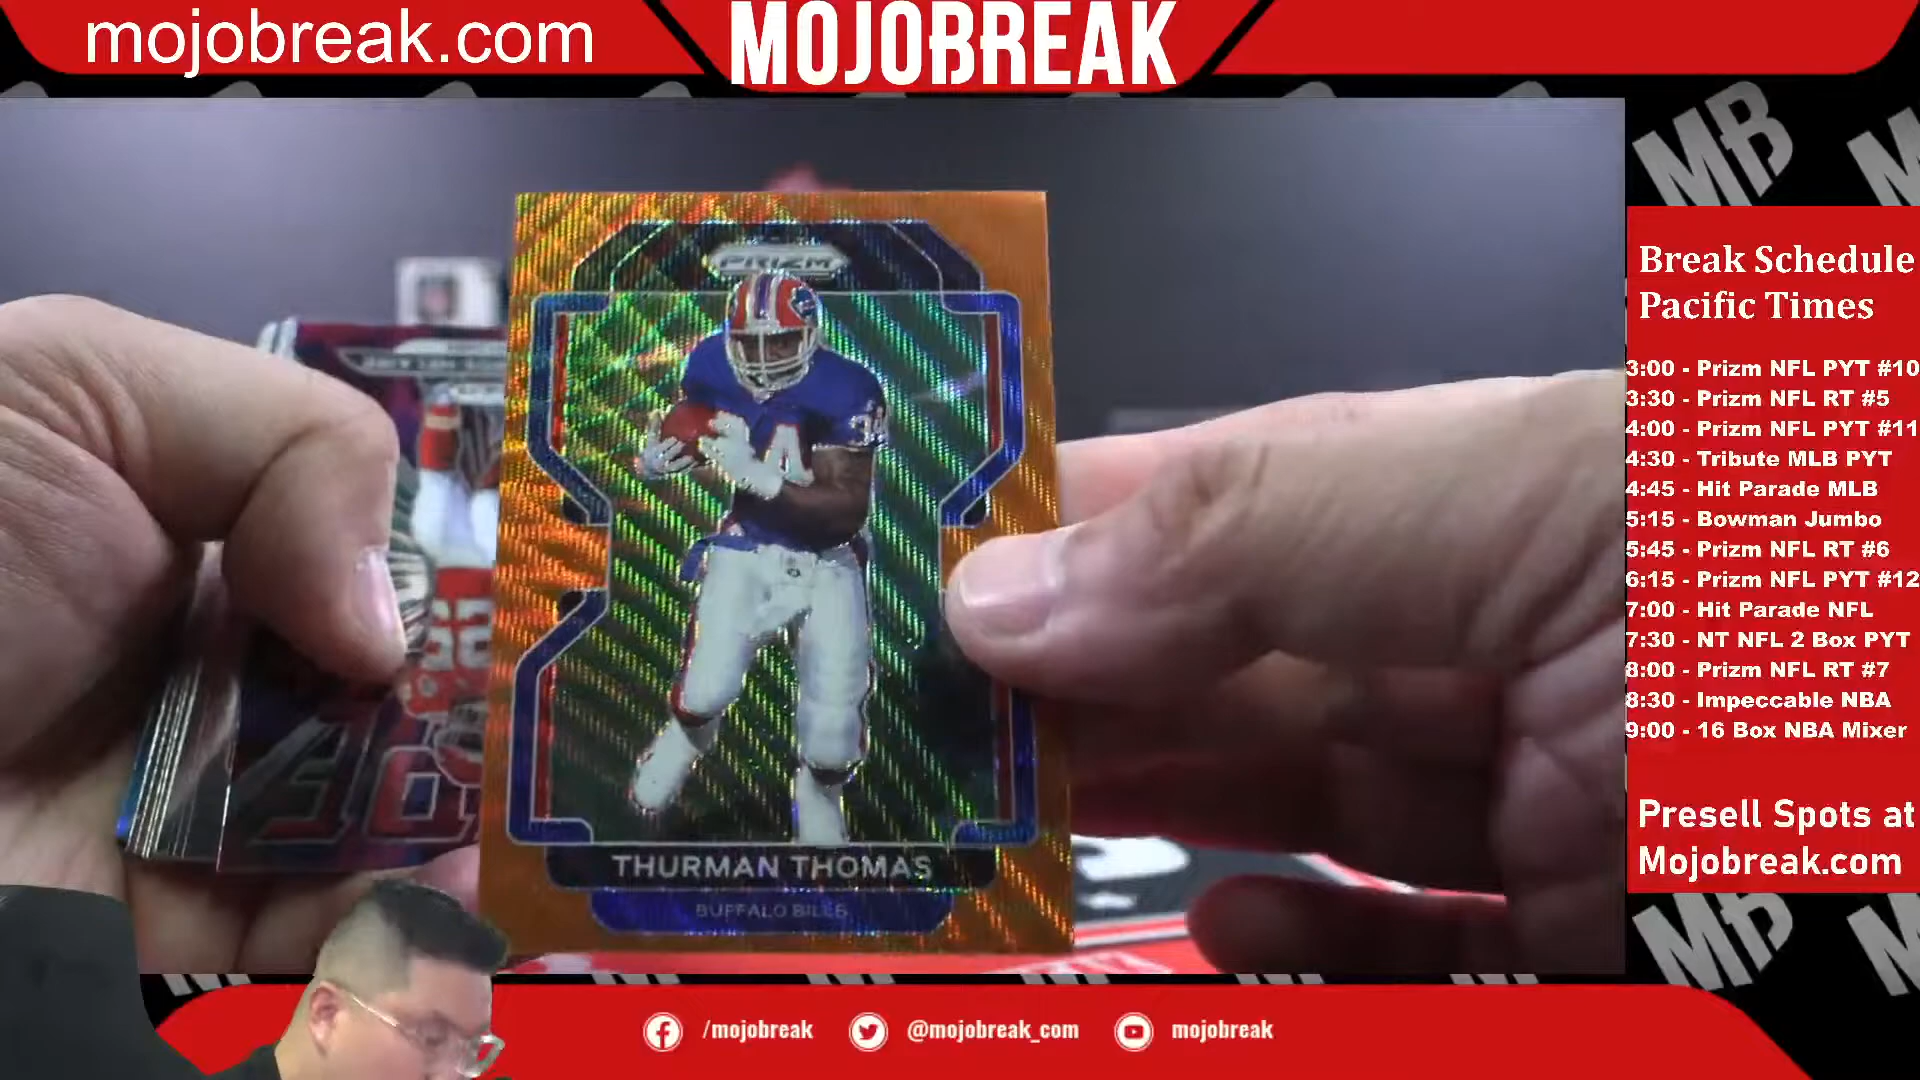 mojobreak.com
MOJOBREAK
PRIZM
34
THURMAN THOMAS
BUFFALO BILLS
Break Schedule
Pacific Times
3:00 - Prizm NFL PYT #10
3:30 - Prizm NFL RT #5
4:00 - Prizm NFL PYT #11
4:30 - Tribute MLB PYT
4:45 - Hit Parade MLB
5:15 - Bowman Jumbo
5:45 - Prizm NFL RT #6
6:15 - Prizm NFL PYT #12
7:00 - Hit Parade NFL
7:30 - NT NFL 2 Box PYT
8:00 - Prizm NFL RT #7
8:30 - Impeccable NBA
9:00 - 16 Box NBA Mixer
Presell Spots at
Mojobreak.com
MB
MB
/mojobreak
@mojobreak_com
mojobreak